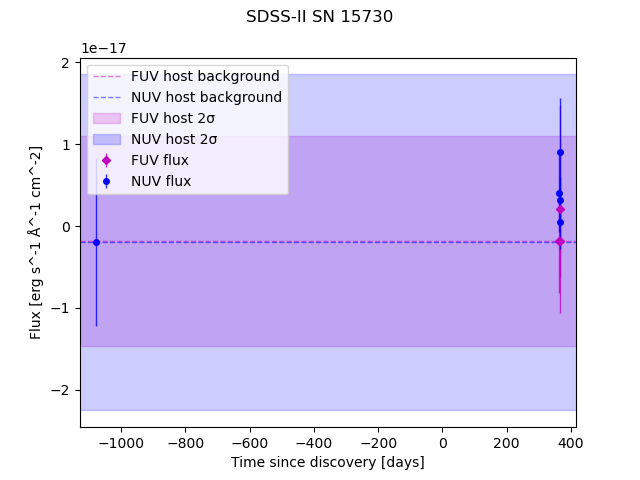 SDSS-II SN 15730
1e−17
FUV host background
NUV host background
FUV host 2σ
NUV host 2σ
FUV flux
NUV flux
2
1
0
−1
−2
Flux [erg s^-1 Å^-1 cm^-2]
−1000 −800 −600 −400 −200 0 200 400
Time since discovery [days]